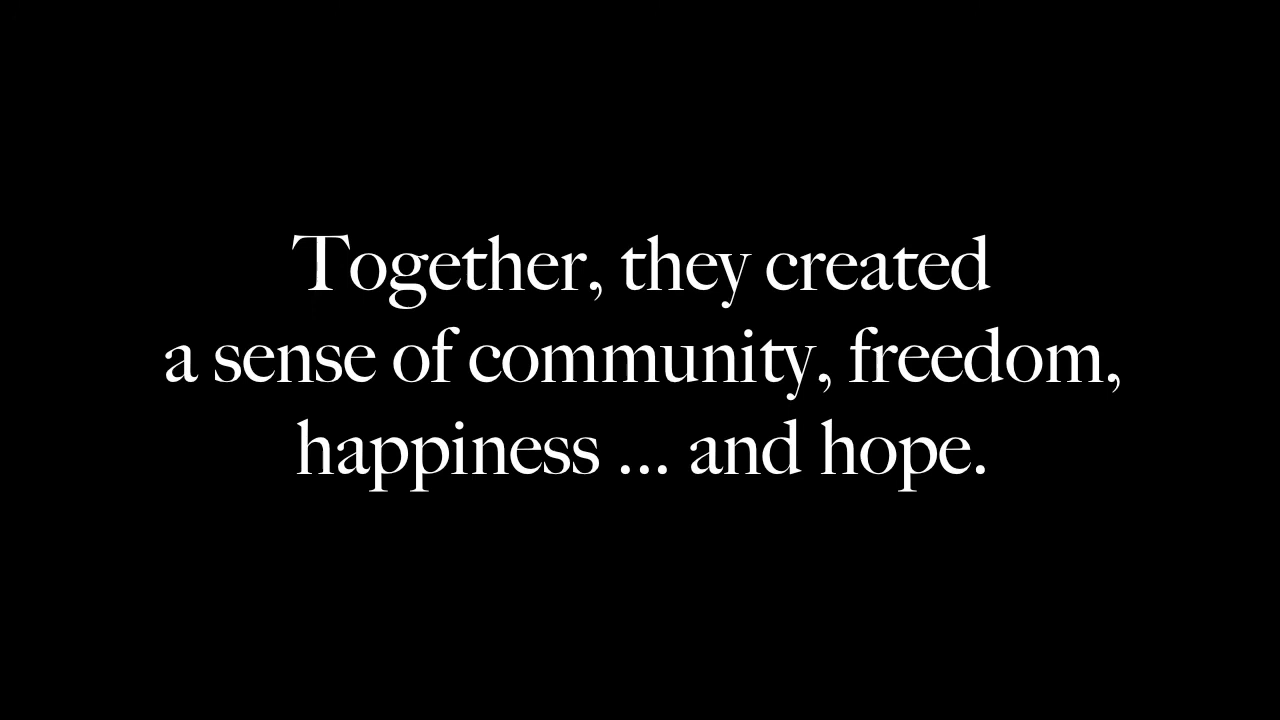 Together, they created
a sense of community, freedom,
happiness ... and hope.